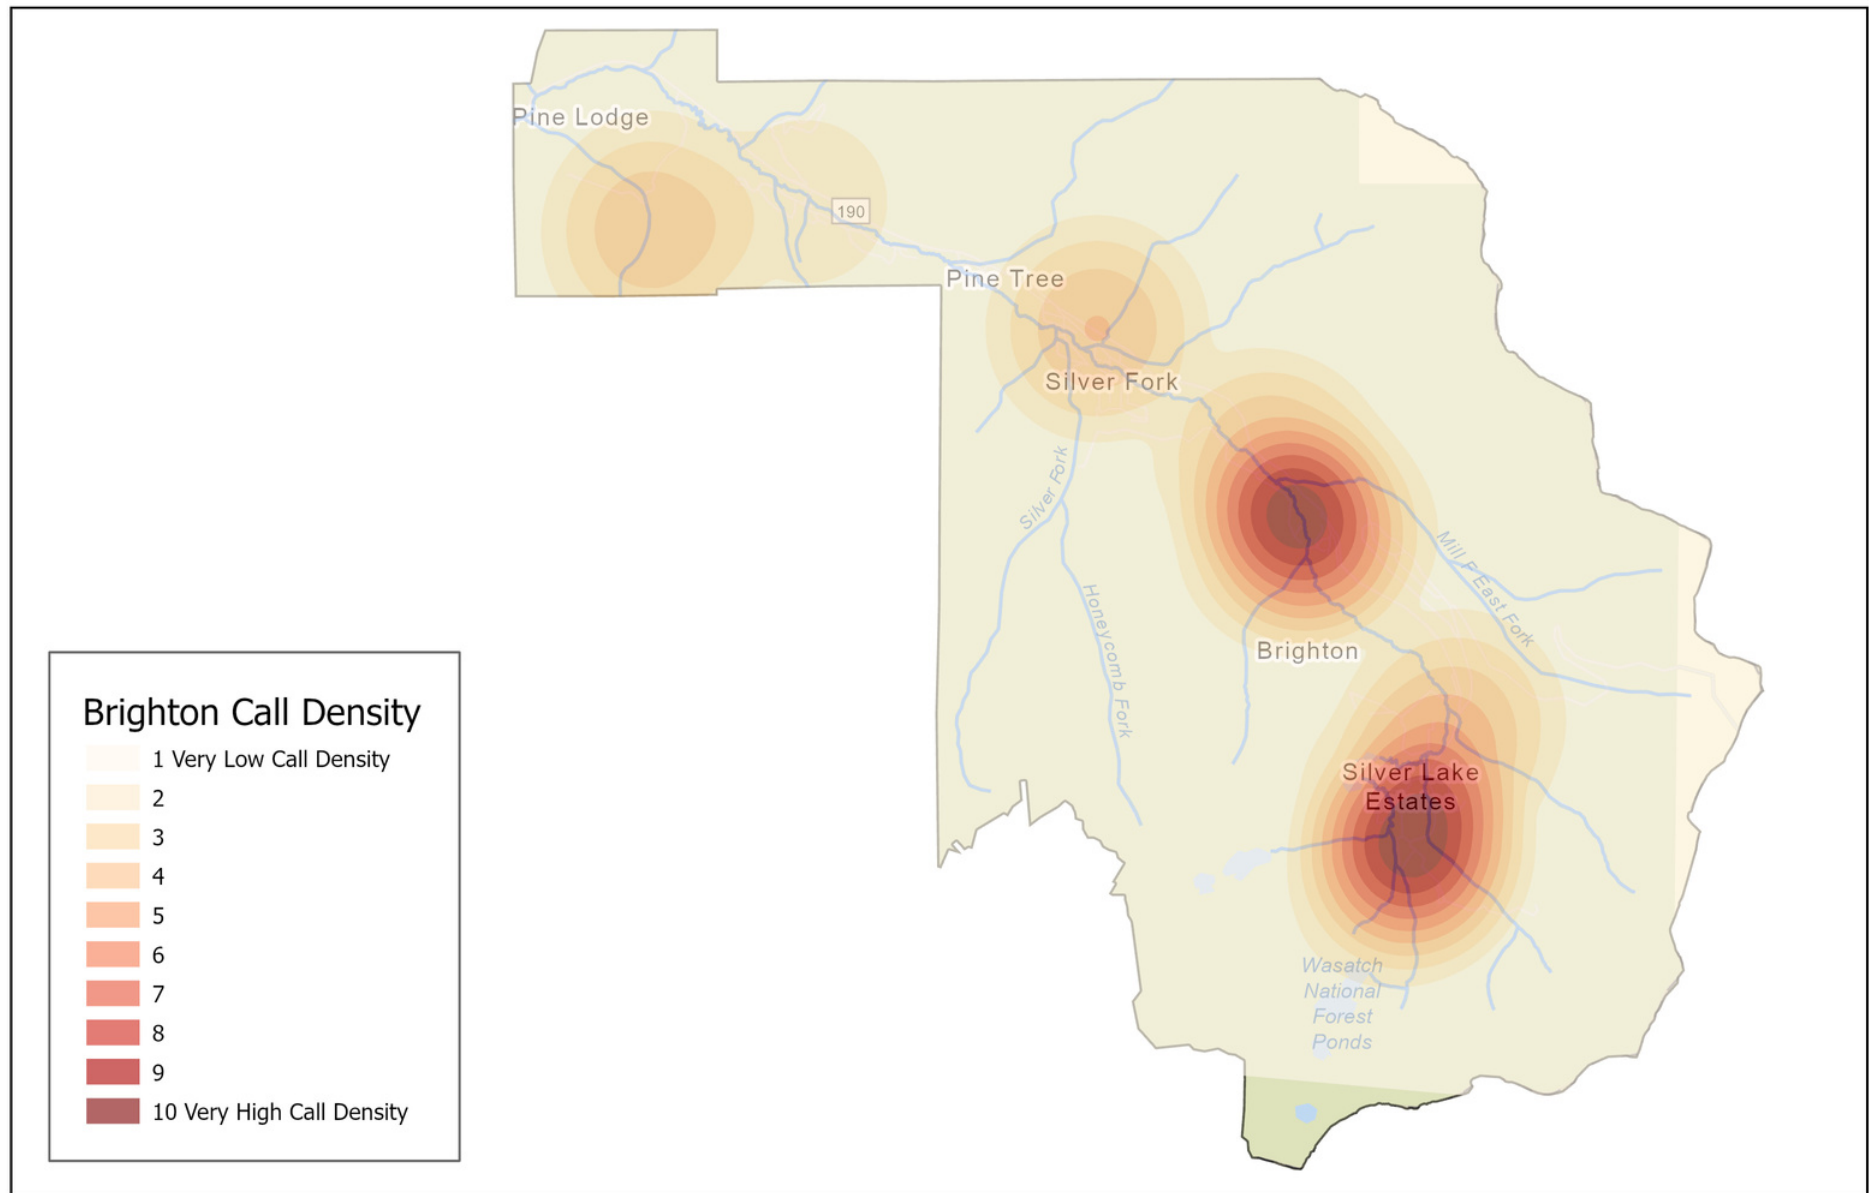 Pine Lodge
190
Pine Tree
Silver Fork
Silver Fork
Honeycomb Fork
Mill F East Fork
Brighton
Silver Lake
Estates
Wasatch
National
Forest
Ponds
Brighton Call Density
1 Very Low Call Density
2
3
4
5
6
7
8
9
10 Very High Call Density